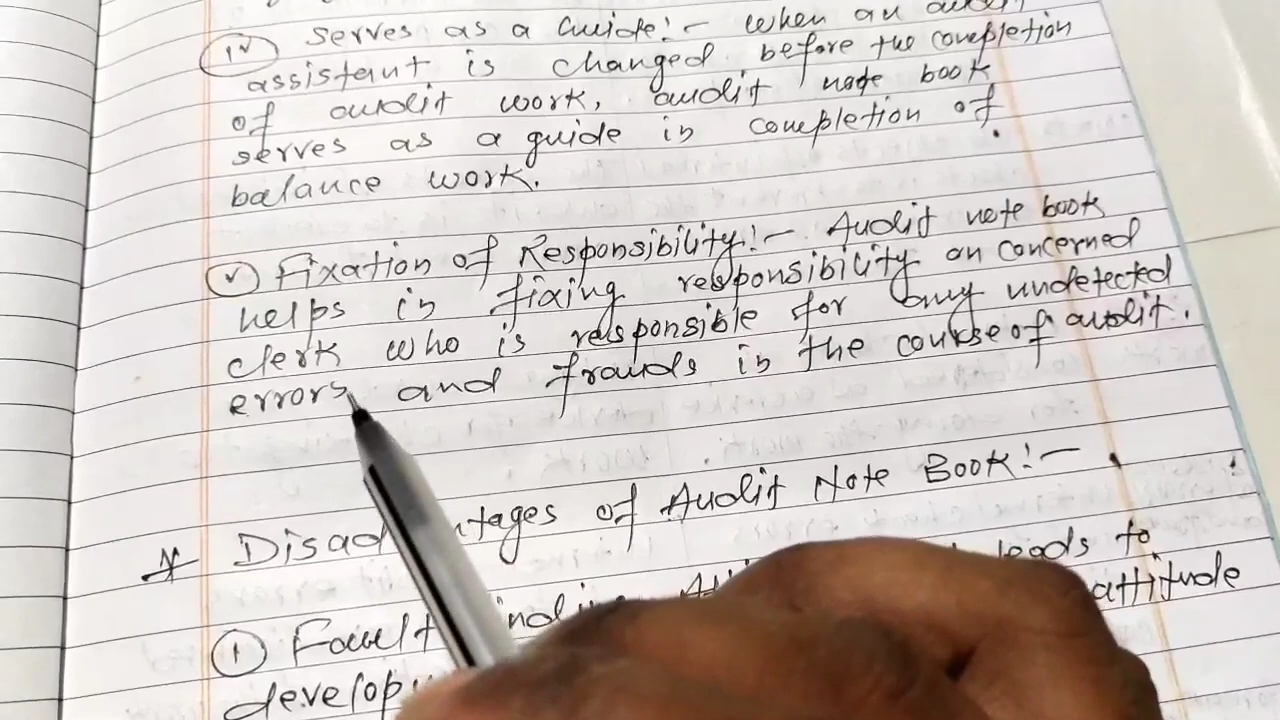 iv serves as a Guide:- When an
assistant is changed before the completion
of audit work, audit note book
serves as a guide in completion of
balance work.
v Fixation of Responsibility:- Audit note book
helps in fixing responsibility on concerned
clerk who is responsible for any undetected
errors and frauds in the course of audit.
* Disad tages of Audit Note Book:-
1 Fault leads to
develop attitude